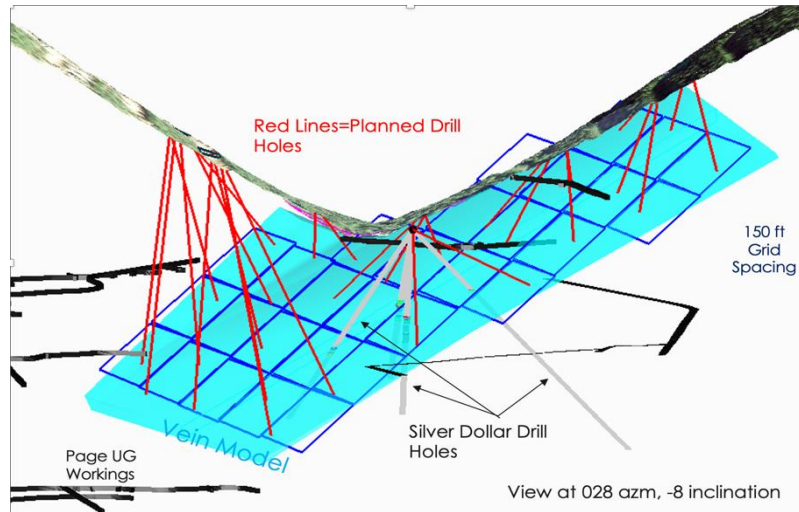 Red Lines=Planned Drill
Holes
150 ft
Grid
Spacing
Vein Model
Silver Dollar Drill
Holes
Page UG
Workings
View at 028 azm, -8 inclination